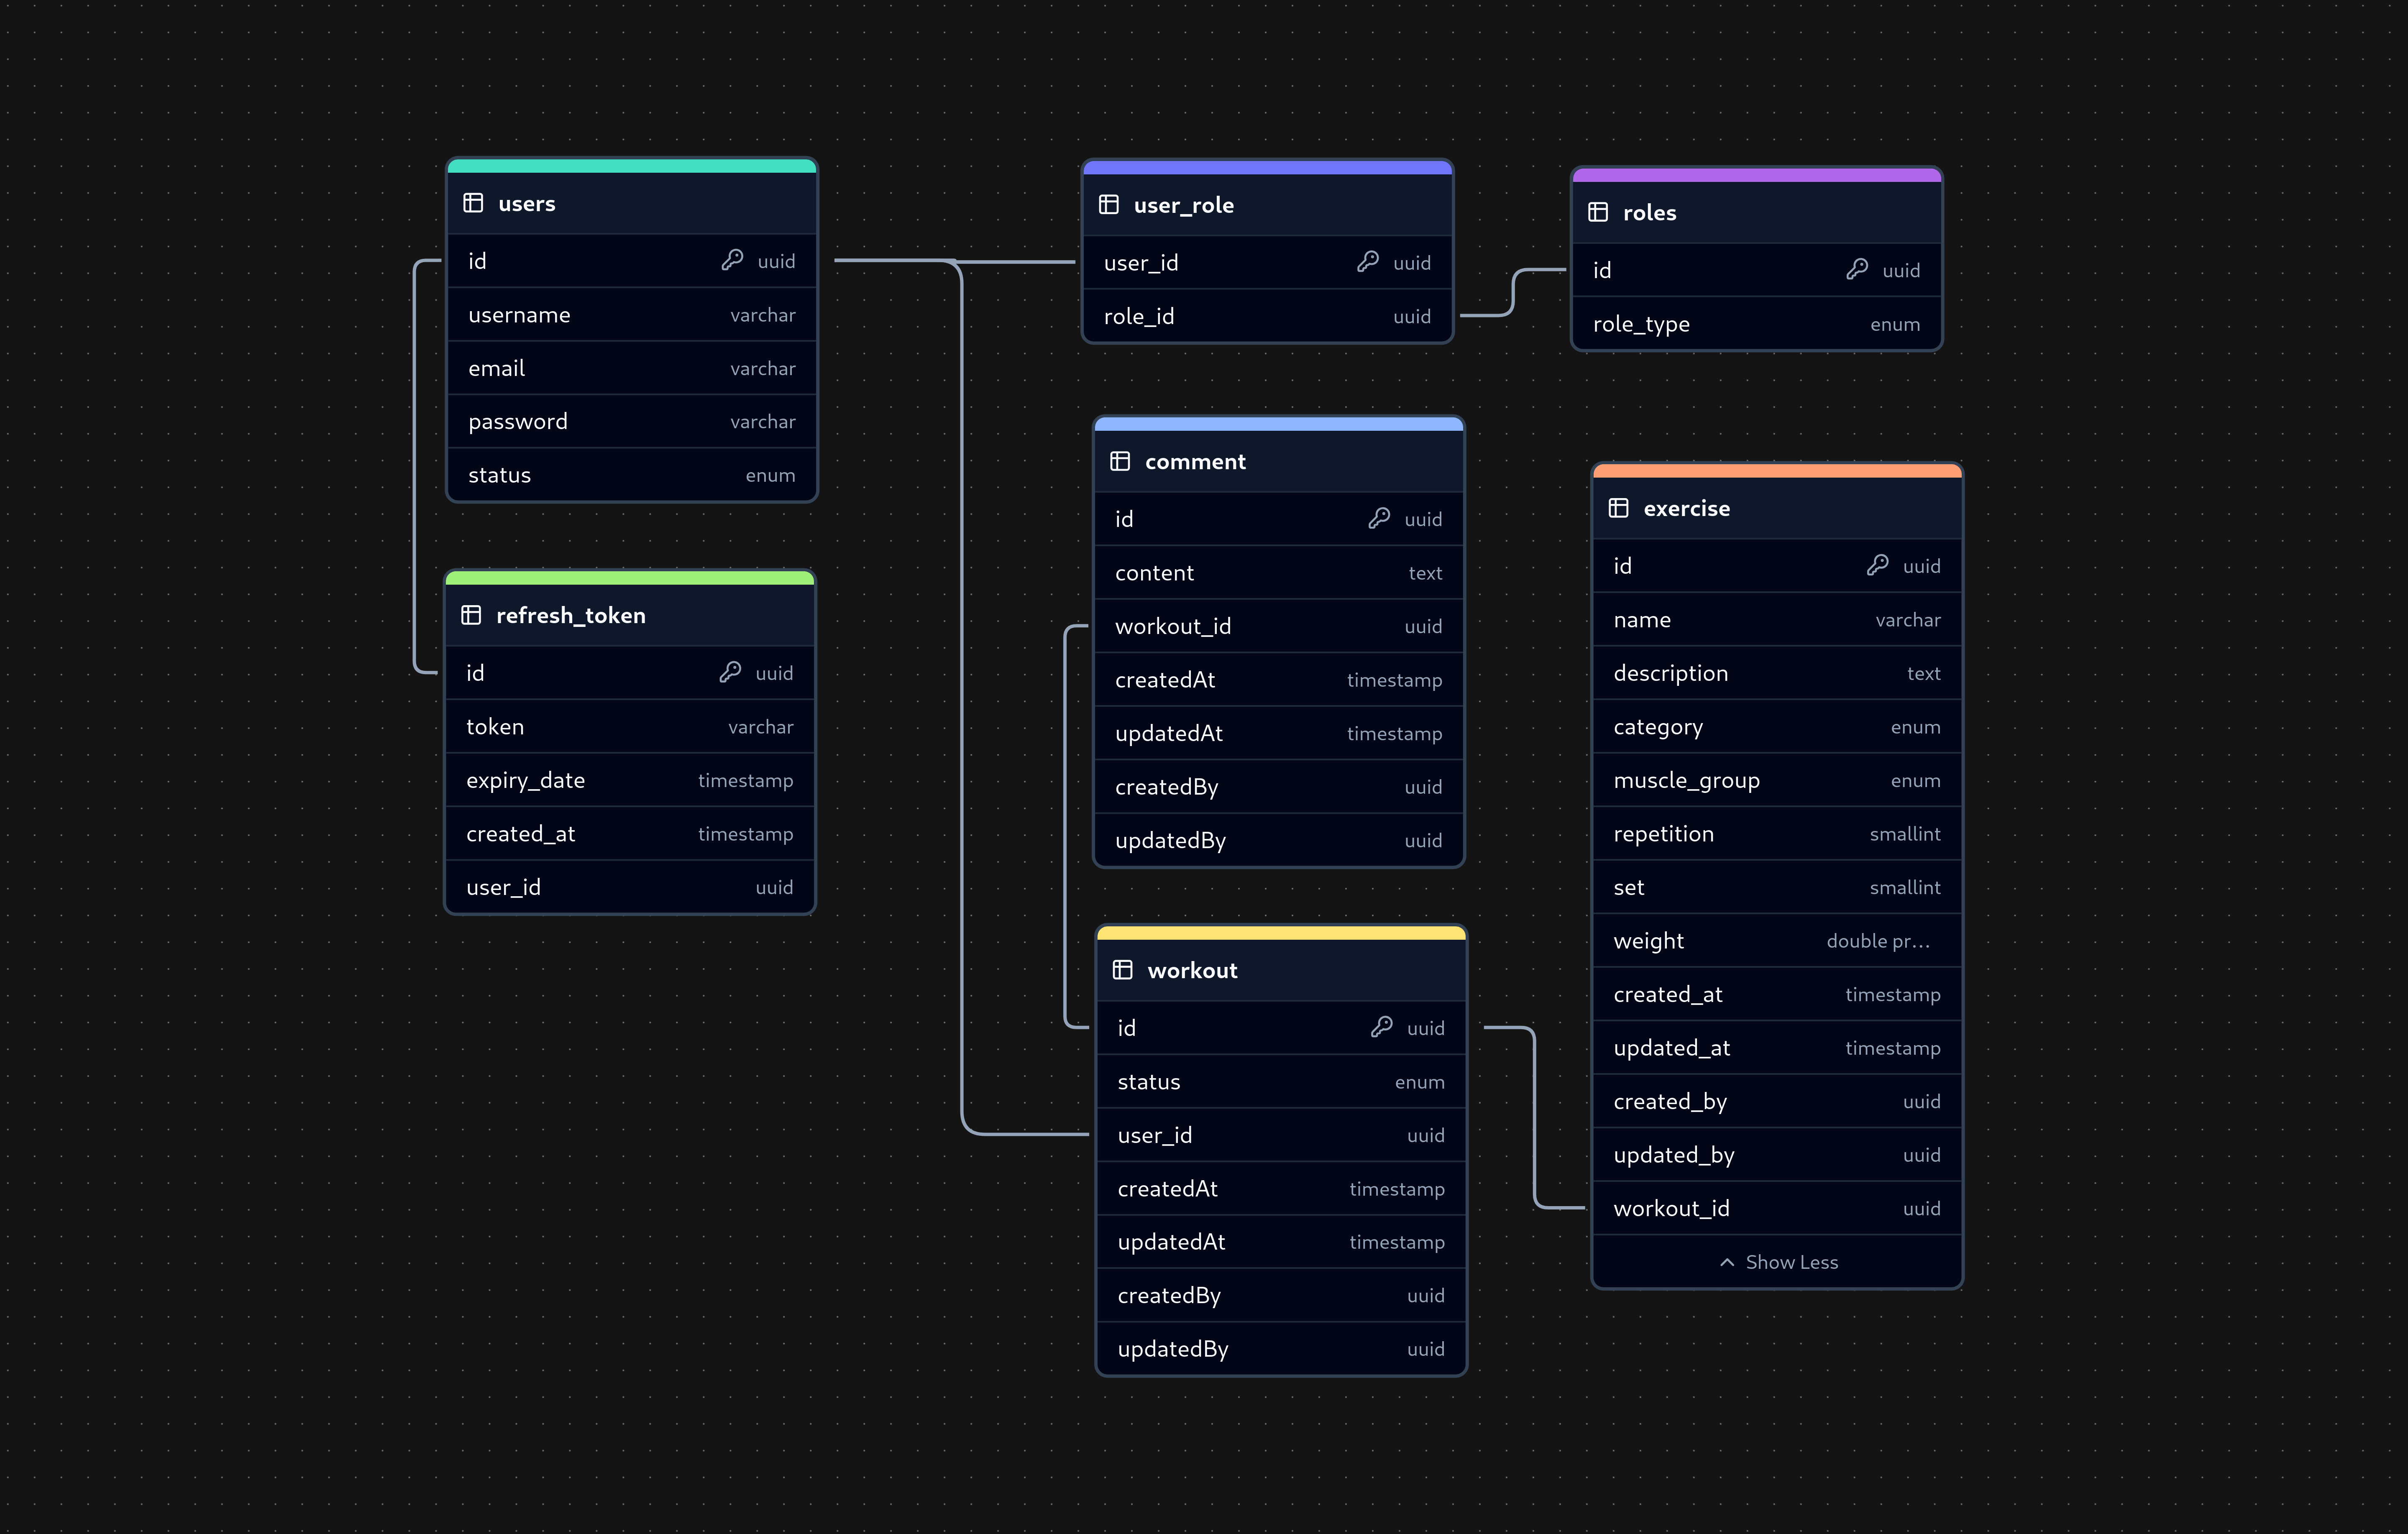 users
id uuid
username varchar
email varchar
password varchar
status enum
refresh_token
id uuid
token varchar
expiry_date timestamp
created_at timestamp
user_id uuid
user_role
user_id uuid
role_id uuid
roles
id uuid
role_type enum
comment
id uuid
content text
workout_id uuid
createdAt timestamp
updatedAt timestamp
createdBy uuid
updatedBy uuid
workout
id uuid
status enum
user_id uuid
createdAt timestamp
updatedAt timestamp
createdBy uuid
updatedBy uuid
exercise
id uuid
name varchar
description text
category enum
muscle_group enum
repetition smallint
set smallint
weight double pr...
created_at timestamp
updated_at timestamp
created_by uuid
updated_by uuid
workout_id uuid
Show Less